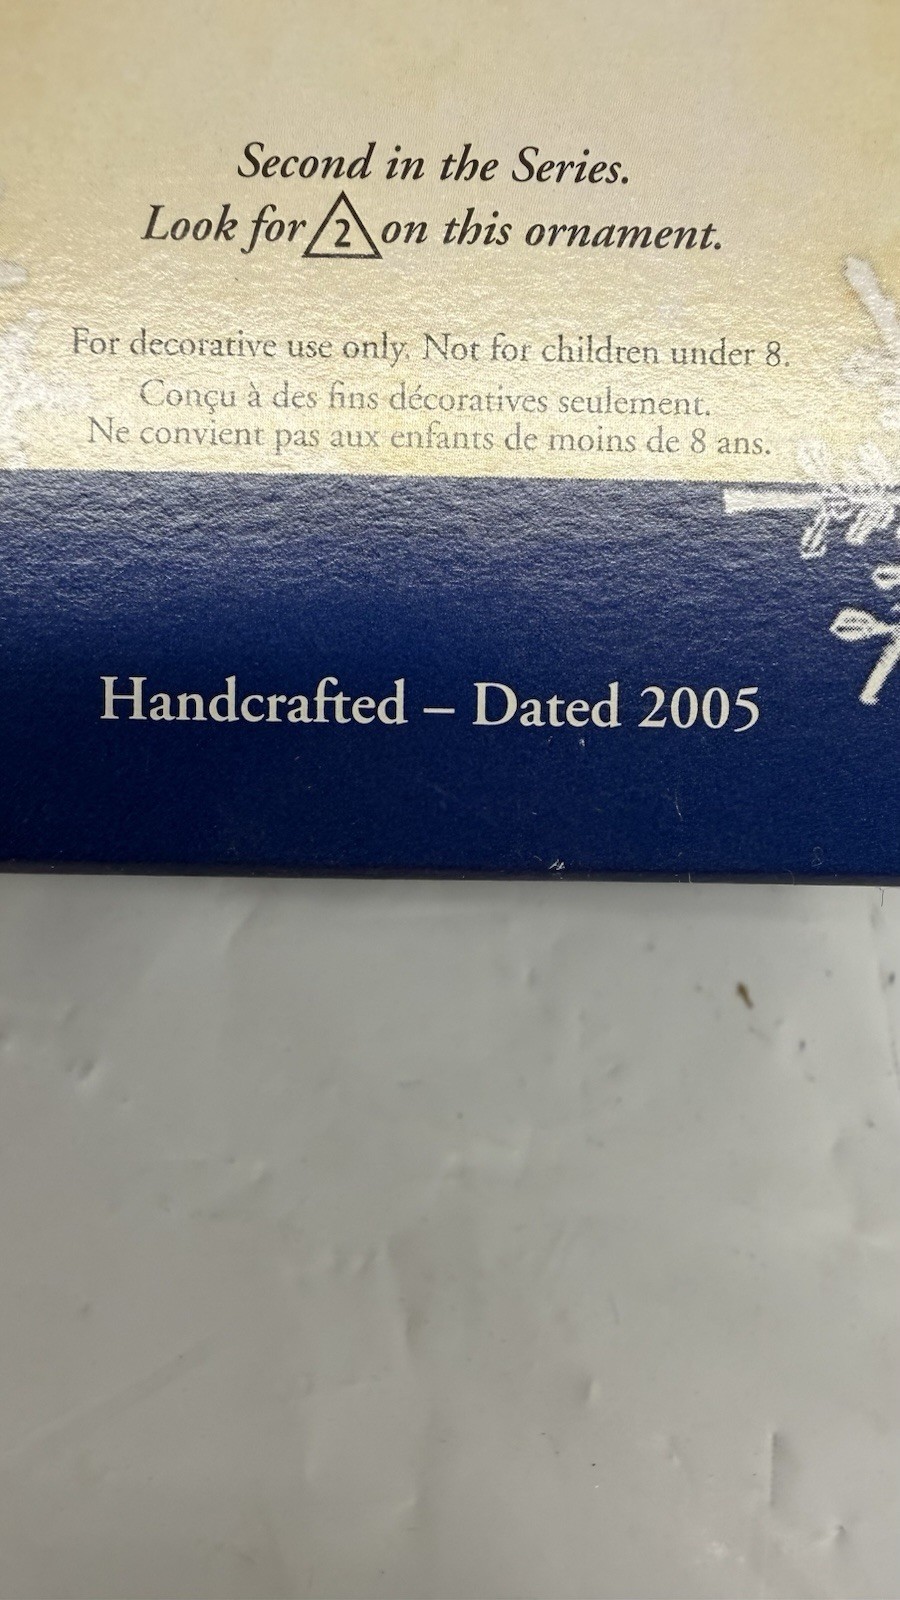 Second in the Series.
Look for 2 on this ornament.
For decorative use only. Not for children under 8.
Conçu à des fins décoratives seulement.
Ne convient pas aux enfants de moins de 8 ans.
Handcrafted – Dated 2005